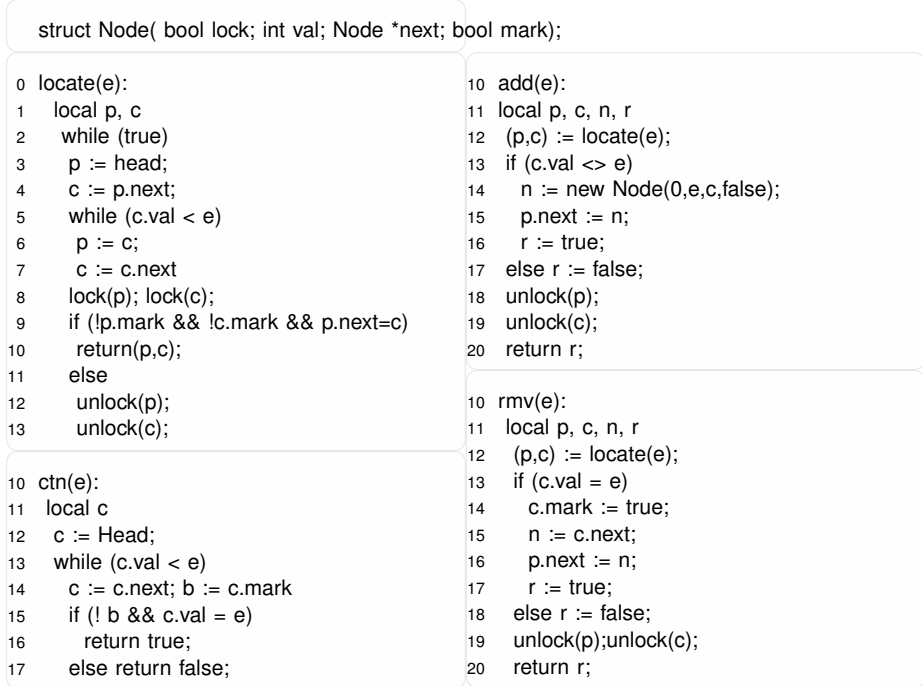 struct Node( bool lock; int val; Node *next; bool mark);
0 locate(e):
1 local p, c
2 while (true)
3 p := head;
4 c := p.next;
5 while (c.val < e)
6 p := c;
7 c := c.next
8 lock(p); lock(c);
9 if (!p.mark && !c.mark && p.next=c)
10 return(p,c);
11 else
12 unlock(p);
13 unlock(c);
10 ctn(e):
11 local c
12 c := Head;
13 while (c.val < e)
14 c := c.next; b := c.mark
15 if (! b && c.val = e)
16 return true;
17 else return false;
10 add(e):
11 local p, c, n, r
12 (p,c) := locate(e);
13 if (c.val <> e)
14 n := new Node(0,e,c,false);
15 p.next := n;
16 r := true;
17 else r := false;
18 unlock(p);
19 unlock(c);
20 return r;
10 rmv(e):
11 local p, c, n, r
12 (p,c) := locate(e);
13 if (c.val = e)
14 c.mark := true;
15 n := c.next;
16 p.next := n;
17 r := true;
18 else r := false;
19 unlock(p);unlock(c);
20 return r;